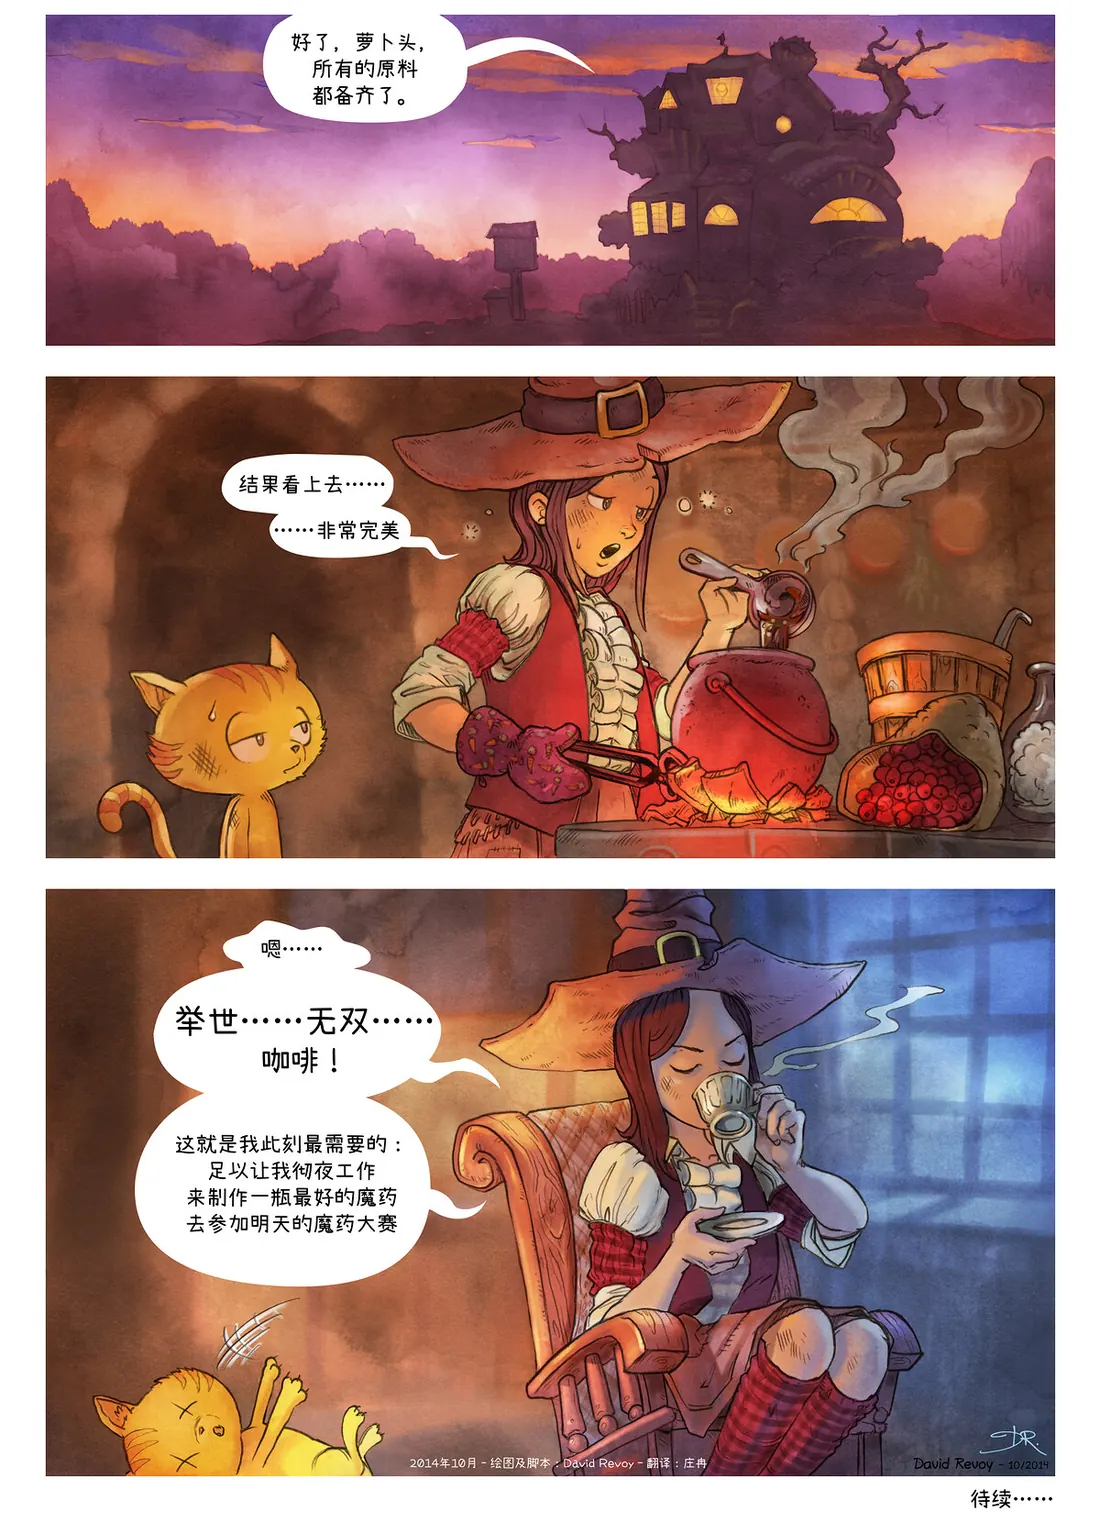 好了，萝卜头，
所有的原料
都备齐了。
结果看上去……
……非常完美
嗯……
举世……无双……
咖啡！
这就是我此刻最需要的：
足以让我彻夜工作
来制作一瓶最好的魔药
去参加明天的魔药大赛
DR.
2014年10月 - 绘图及脚本：David Revoy - 翻译：庄冉
David Revoy - 10/2014
待续……